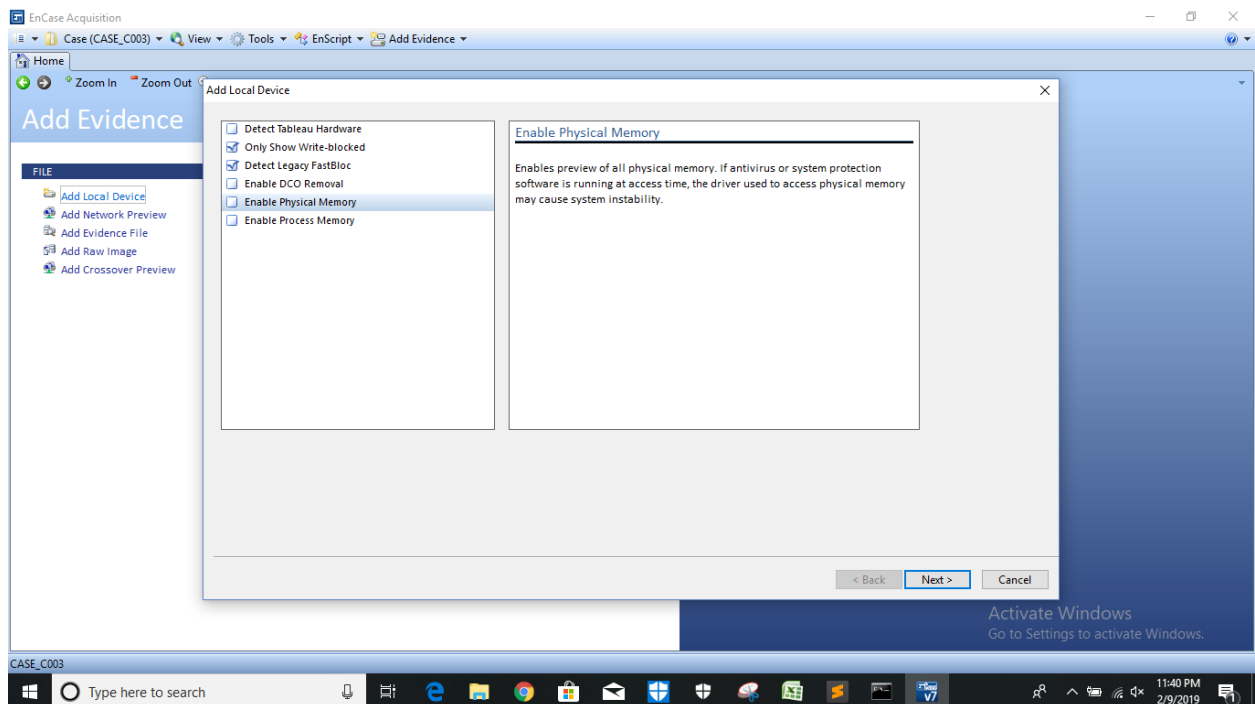 EnCase Acquisition
Case (CASE_C003) View Tools EnScript Add Evidence
Home
Zoom In Zoom Out
Add Evidence
FILE
Add Local Device
Add Network Preview
Add Evidence File
Add Raw Image
Add Crossover Preview
Add Local Device
Detect Tableau Hardware
Only Show Write-blocked
Detect Legacy FastBloc
Enable DCO Removal
Enable Physical Memory
Enable Process Memory
Enable Physical Memory
Enables preview of all physical memory. If antivirus or system protection
software is running at access time, the driver used to access physical memory
may cause system instability.
< Back Next > Cancel
Activate Windows
Go to Settings to activate Windows.
CASE_C003
Type here to search
V7
11:40 PM
2/9/2019